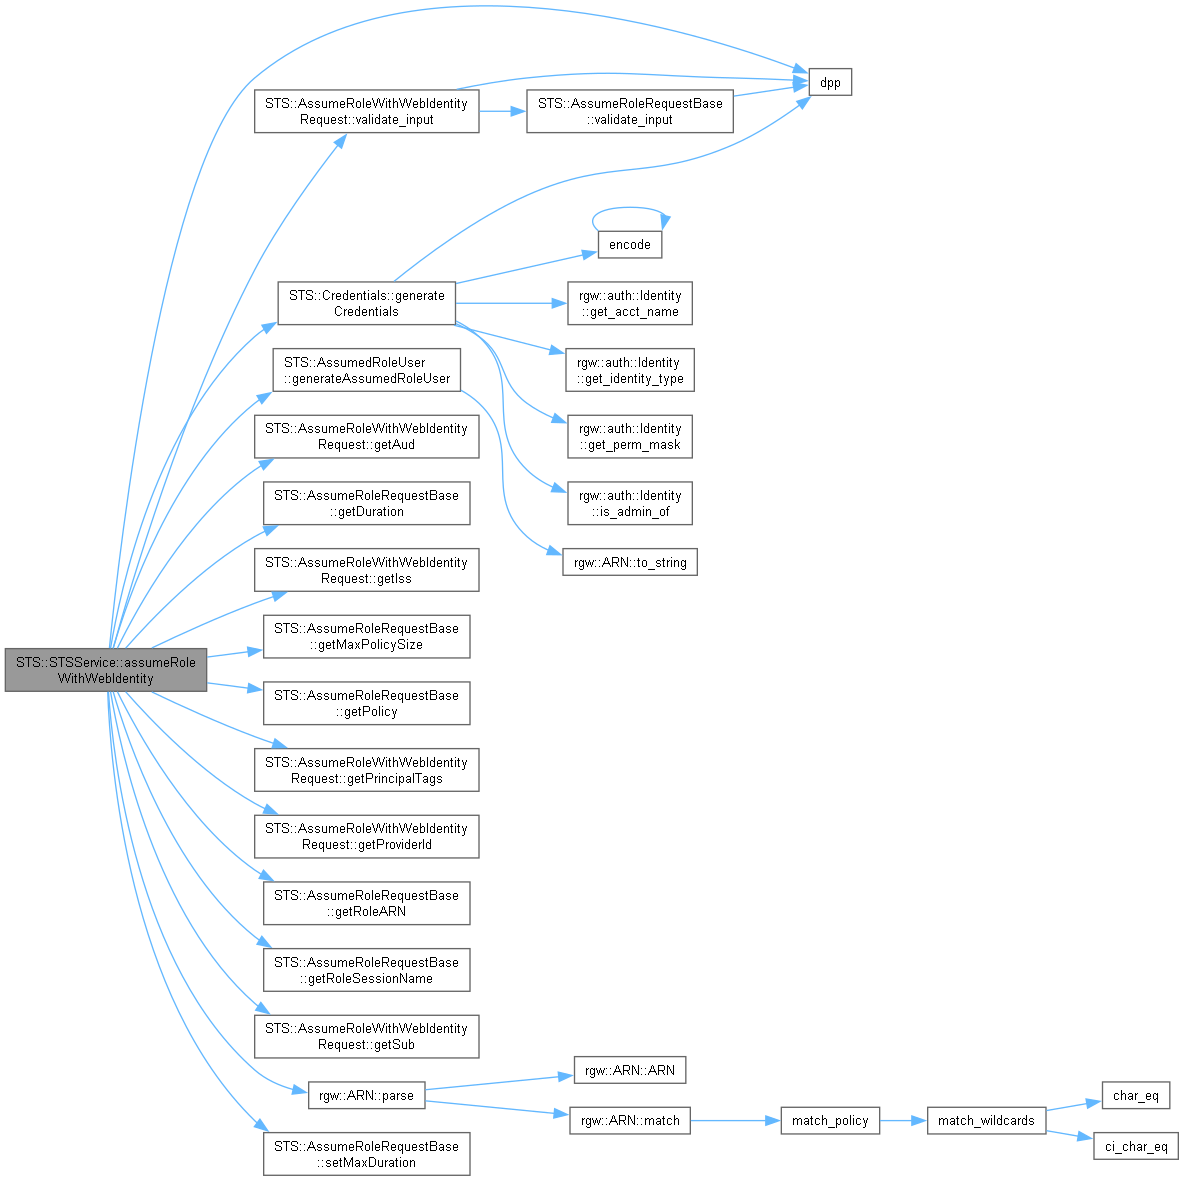 dpp
STS::AssumeRoleWithWebIdentity
Request::validate_input
STS::AssumeRoleRequestBase
::validate_input
encode
STS::Credentials::generate
Credentials
rgw::auth::Identity
::get_acct_name
STS::AssumedRoleUser
::generateAssumedRoleUser
rgw::auth::Identity
::get_identity_type
STS::AssumeRoleWithWebIdentity
Request::getAud
rgw::auth::Identity
::get_perm_mask
STS::AssumeRoleRequestBase
::getDuration
rgw::auth::Identity
::is_admin_of
STS::AssumeRoleWithWebIdentity
Request::getIss
rgw::ARN::to_string
STS::AssumeRoleRequestBase
::getMaxPolicySize
STS::STSService::assumeRole
WithWebIdentity
STS::AssumeRoleRequestBase
::getPolicy
STS::AssumeRoleWithWebIdentity
Request::getPrincipalTags
STS::AssumeRoleWithWebIdentity
Request::getProviderId
STS::AssumeRoleRequestBase
::getRoleARN
STS::AssumeRoleRequestBase
::getRoleSessionName
STS::AssumeRoleWithWebIdentity
Request::getSub
rgw::ARN::parse
rgw::ARN::ARN
rgw::ARN::match
match_policy
match_wildcards
char_eq
ci_char_eq
STS::AssumeRoleRequestBase
::setMaxDuration